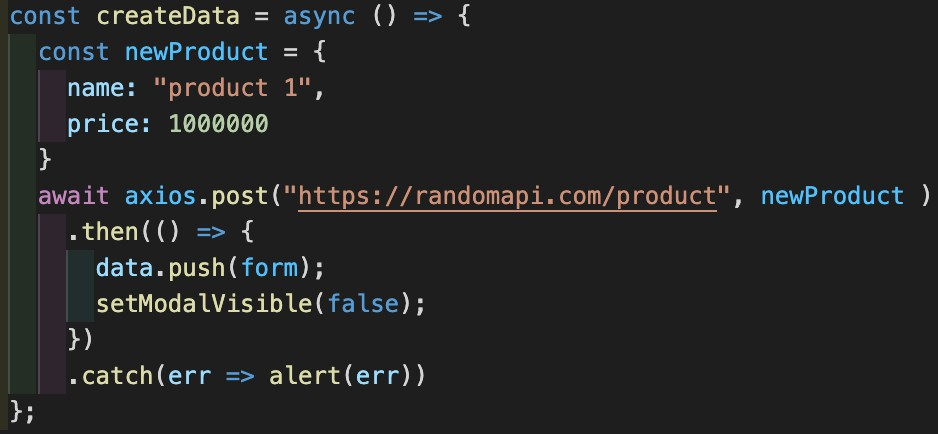 const createData = async () => {
  const newProduct = {
    name: "product 1",
    price: 1000000
  }
  await axios.post("https://randomapi.com/product", newProduct )
    .then(() => {
      data.push(form);
      setModalVisible(false);
    })
    .catch(err => alert(err))
};